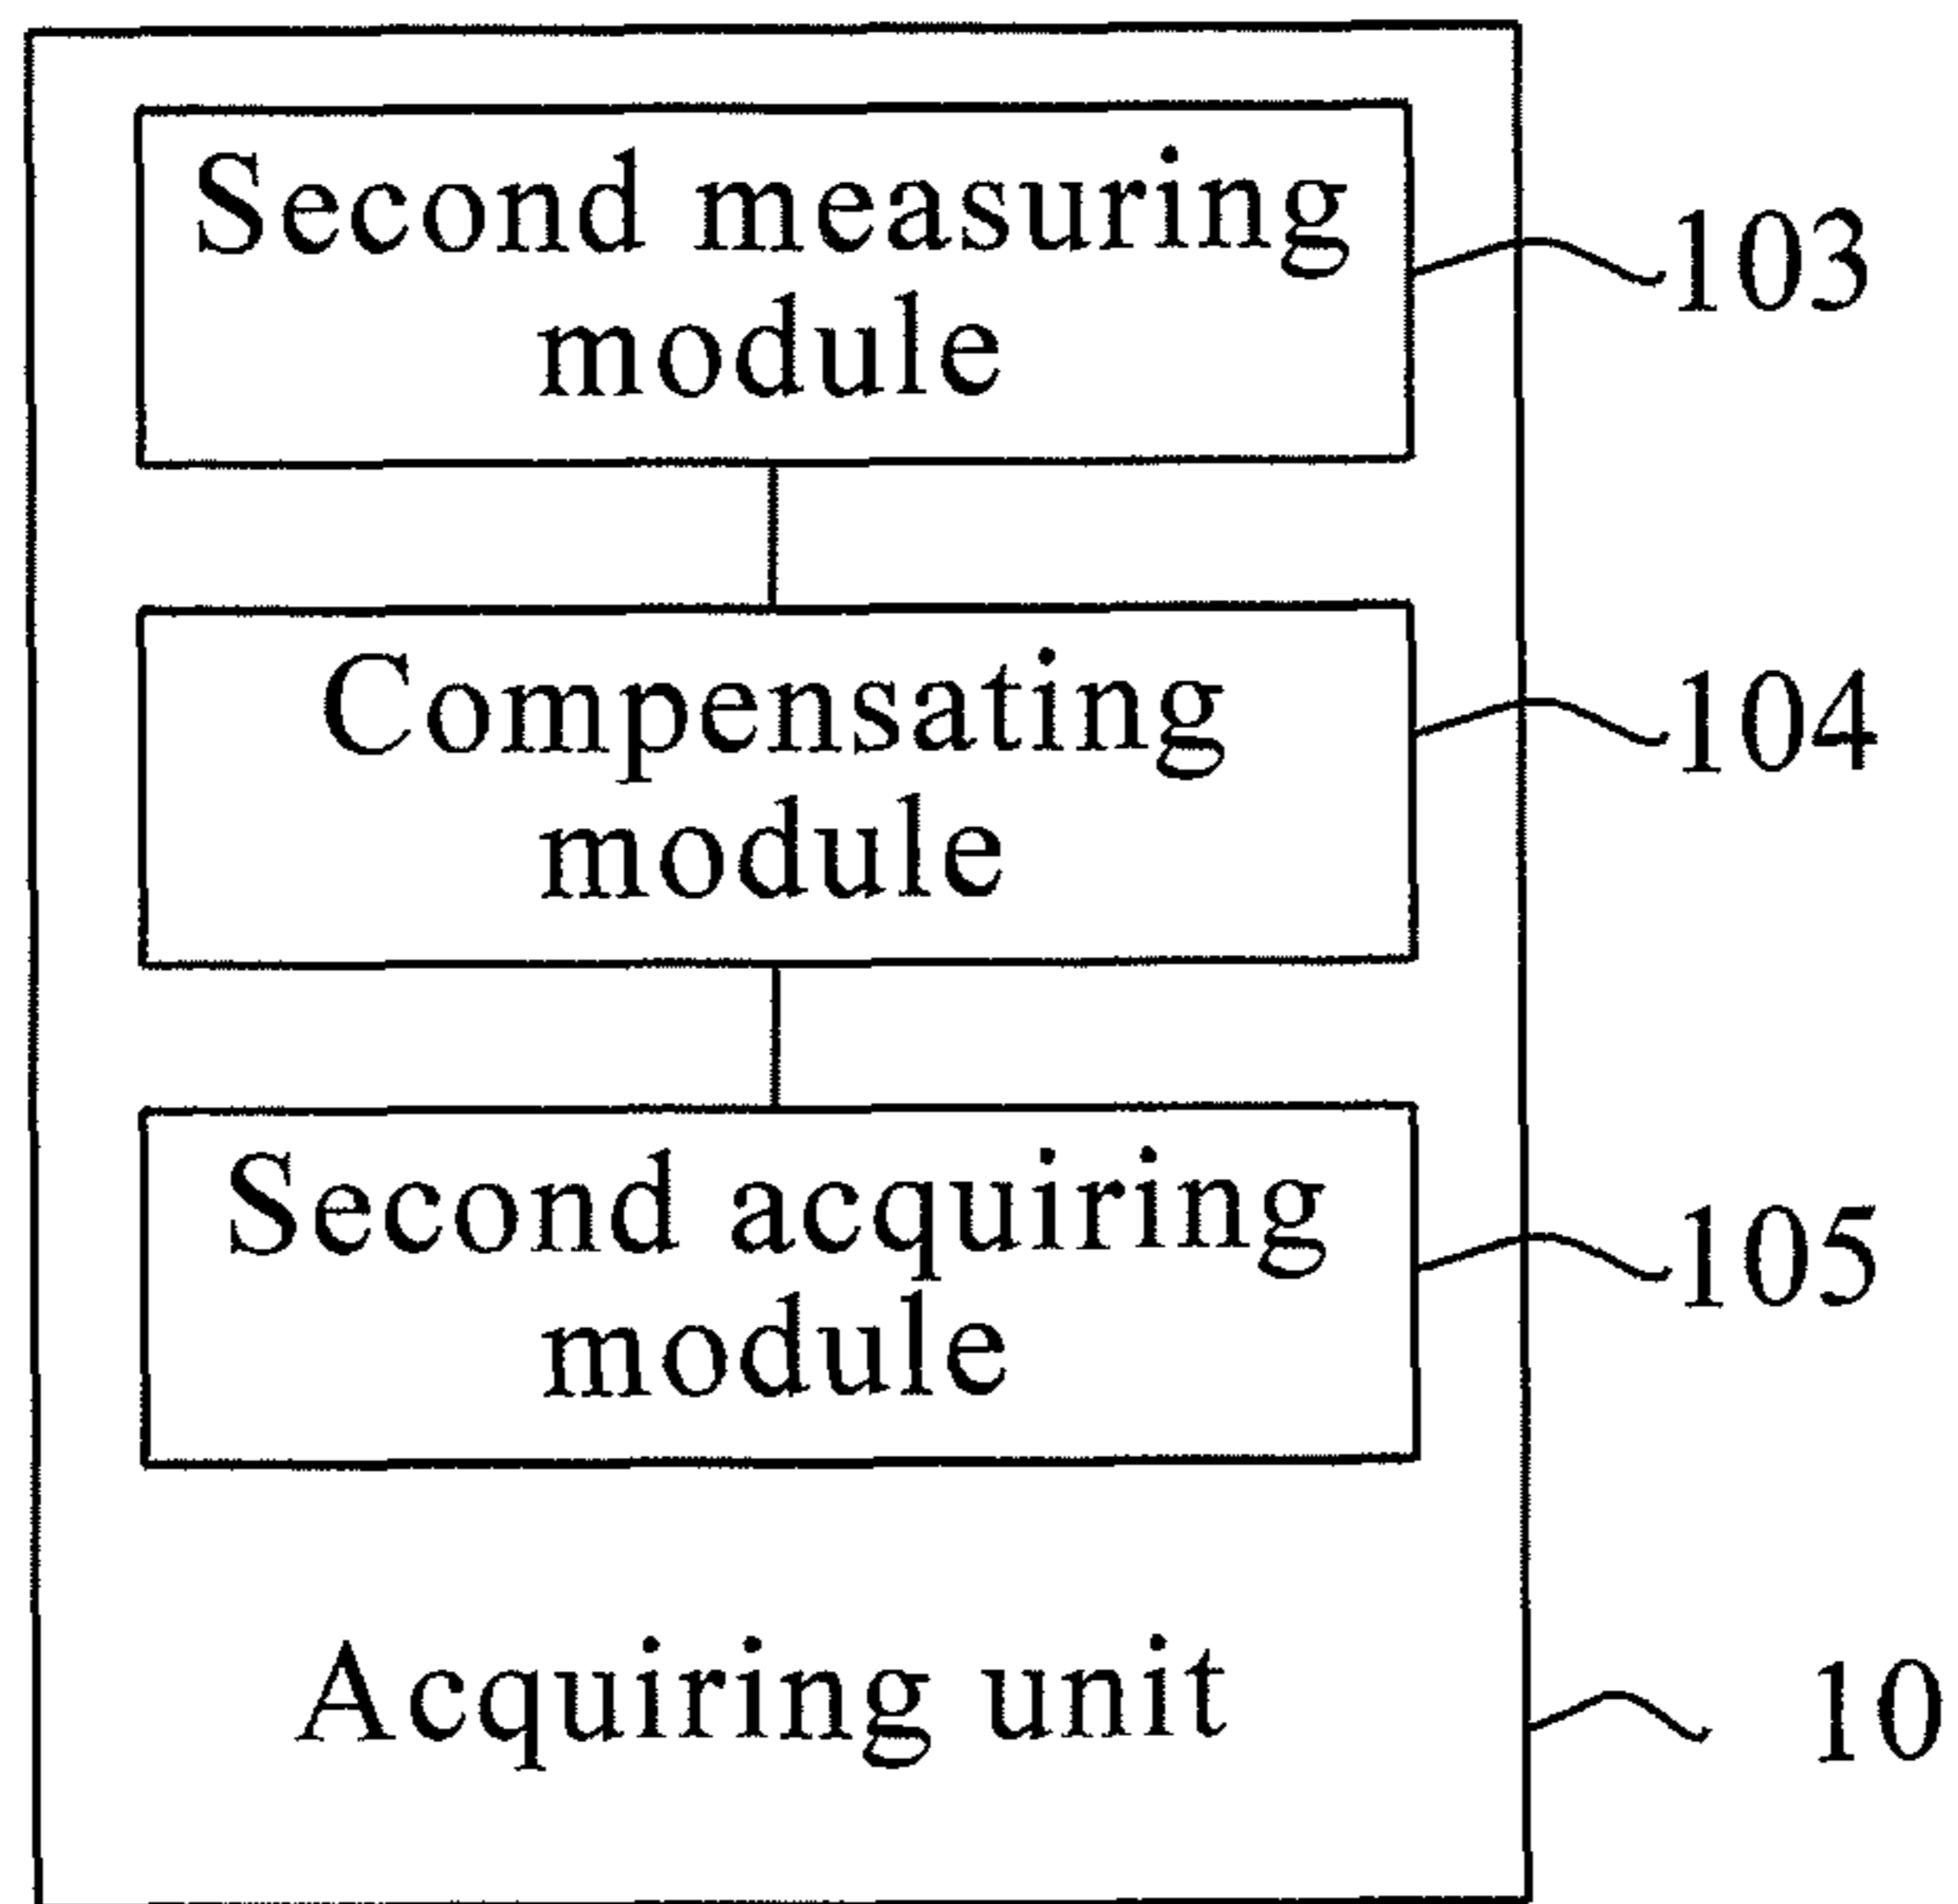 Second measuring
module
103
Compensating
module
104
Second acquiring
module
105
Acquiring unit
10